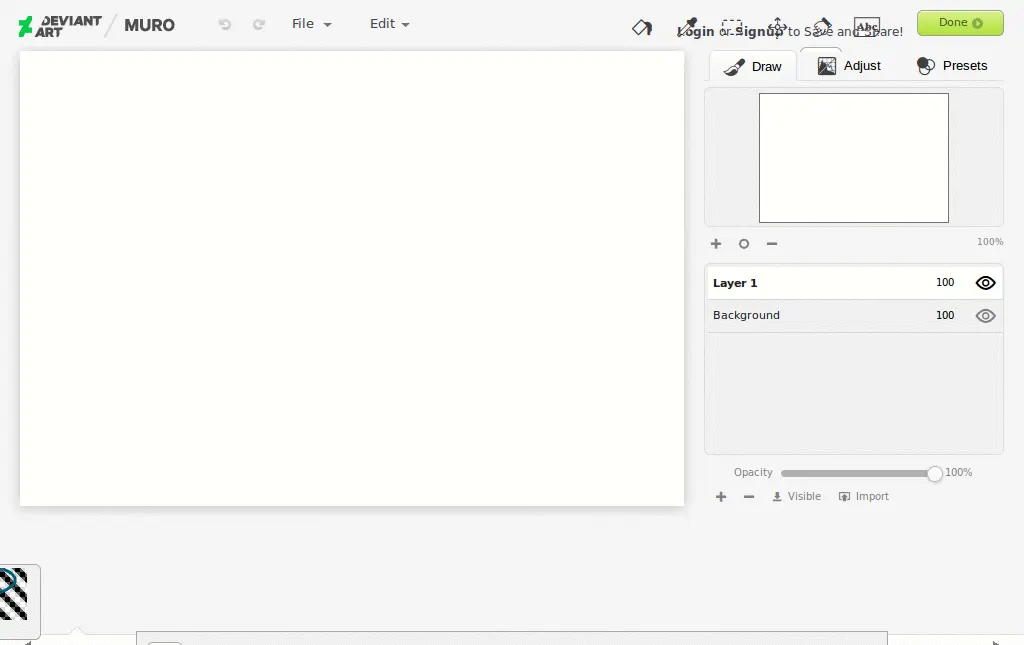 DEVIANT ART MURO File Edit Abc Login or Signup to Save and Share! Done
Draw Adjust Presets
100%
Layer 1 100
Background 100
Opacity 100%
Visible Import